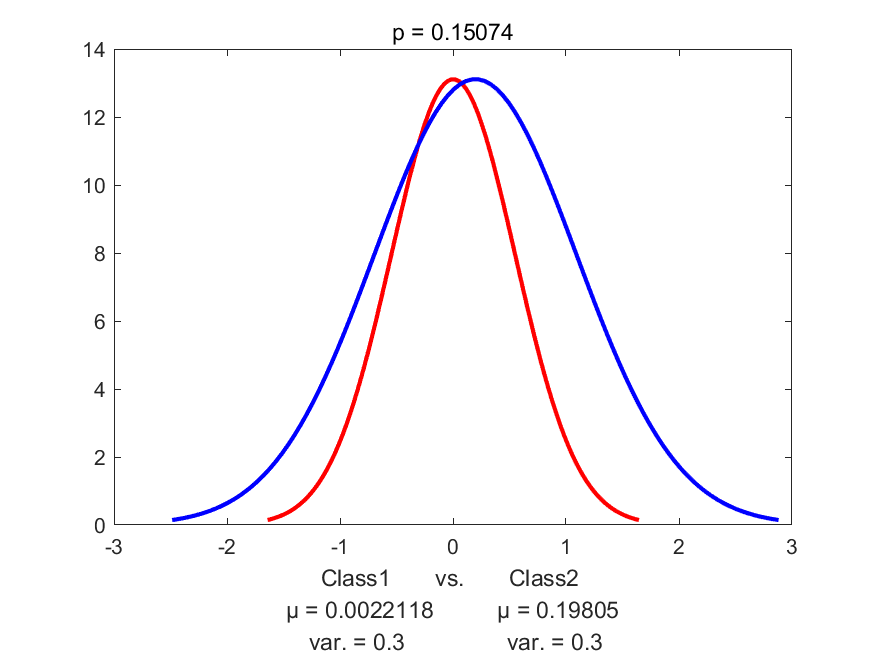 p = 0.15074
14
12
10
8
6
4
2
0
-3 -2 -1 0 1 2 3
Class1 vs. Class2
μ = 0.0022118 μ = 0.19805
var. = 0.3 var. = 0.3